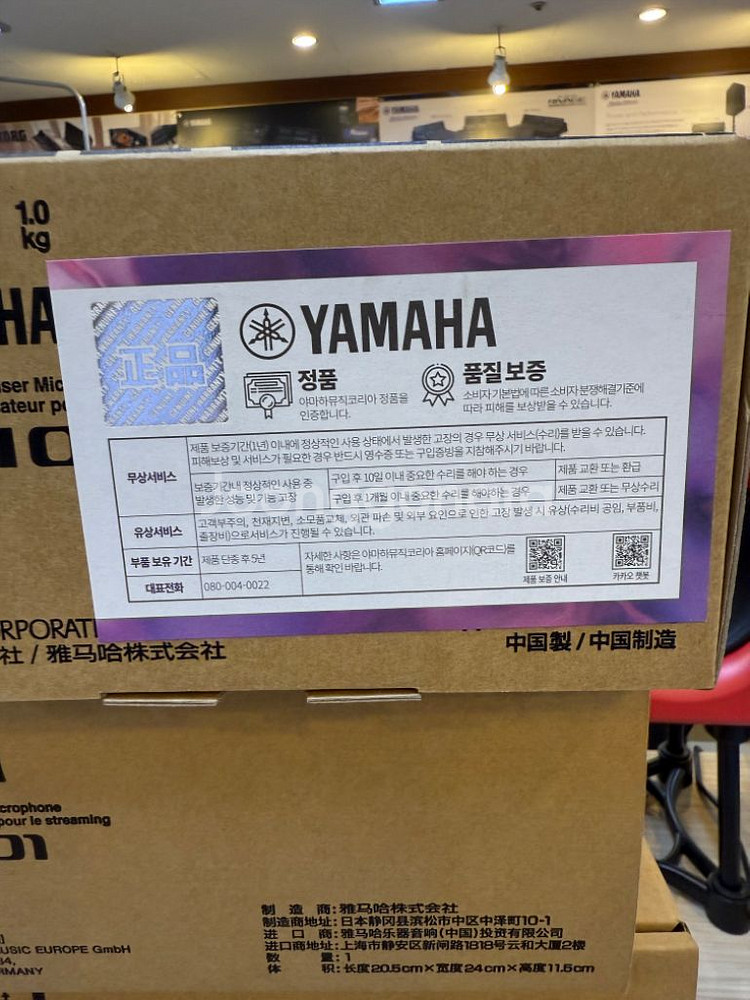 YAMAHA
YAMAHA
1.0
kg
HA
YAMAHA
正品
정품
야마하뮤직코리아 정품을
인증합니다.
품질 보증
소비자기본법에 따른 소비자 분쟁해결기준에
따라 피해를 보상받을 수 있습니다.
ateur
무상서비스
제품 보증기간(1년) 이내에 정상적인 사용 상태에서 발생한 고장의 경우 무상 서비스(수리)를 받을 수 있습니다.
피해보상 및 서비스가 필요한 경우 반드시 영수증 또는 구입증빙을 지참해주시기 바랍니다.
보증기간내 정상적인 사용 중
발생한 성능 및 기능 고장
구입 후 10일 이내 중요한 수리를 해야 하는 경우
제품 교환 또는 환급
구입 후 1개월 이내 중요한 수리를 해야하는 경우
제품 교환 또는 무상수리
유상서비스
고객부주의, 천재지변, 소모품교체, 외관 파손 및 외부 요인으로 인한 고장 발생 시 유상(수리비 공임, 부품비,
출장비)으로 서비스가 진행될 수 있습니다.
부품 보유 기간
제품 단종 후 5년
자세한 사항은 야마하뮤직코리아 홈페이지(QR코드)를
통해 확인 바랍니다.
제품 보증 안내
카카오 챗봇
대표전화
080-004-0022
RPORATI
社 / 雅马哈株式会社
中国製 / 中国制造
crophone
pour le streaming
01
USIC EUROPE GmbH
RMANY
制造商:雅马哈株式会社
制造商地址:日本静冈县滨松市中区中泽町10-1
进口商:雅马哈乐器音响(中国)投资有限公司
进口商地址:上海市静安区新闸路1818号云和大厦2楼
数量:1
体积:长度20.5cm×宽度24cm×高度11.5cm